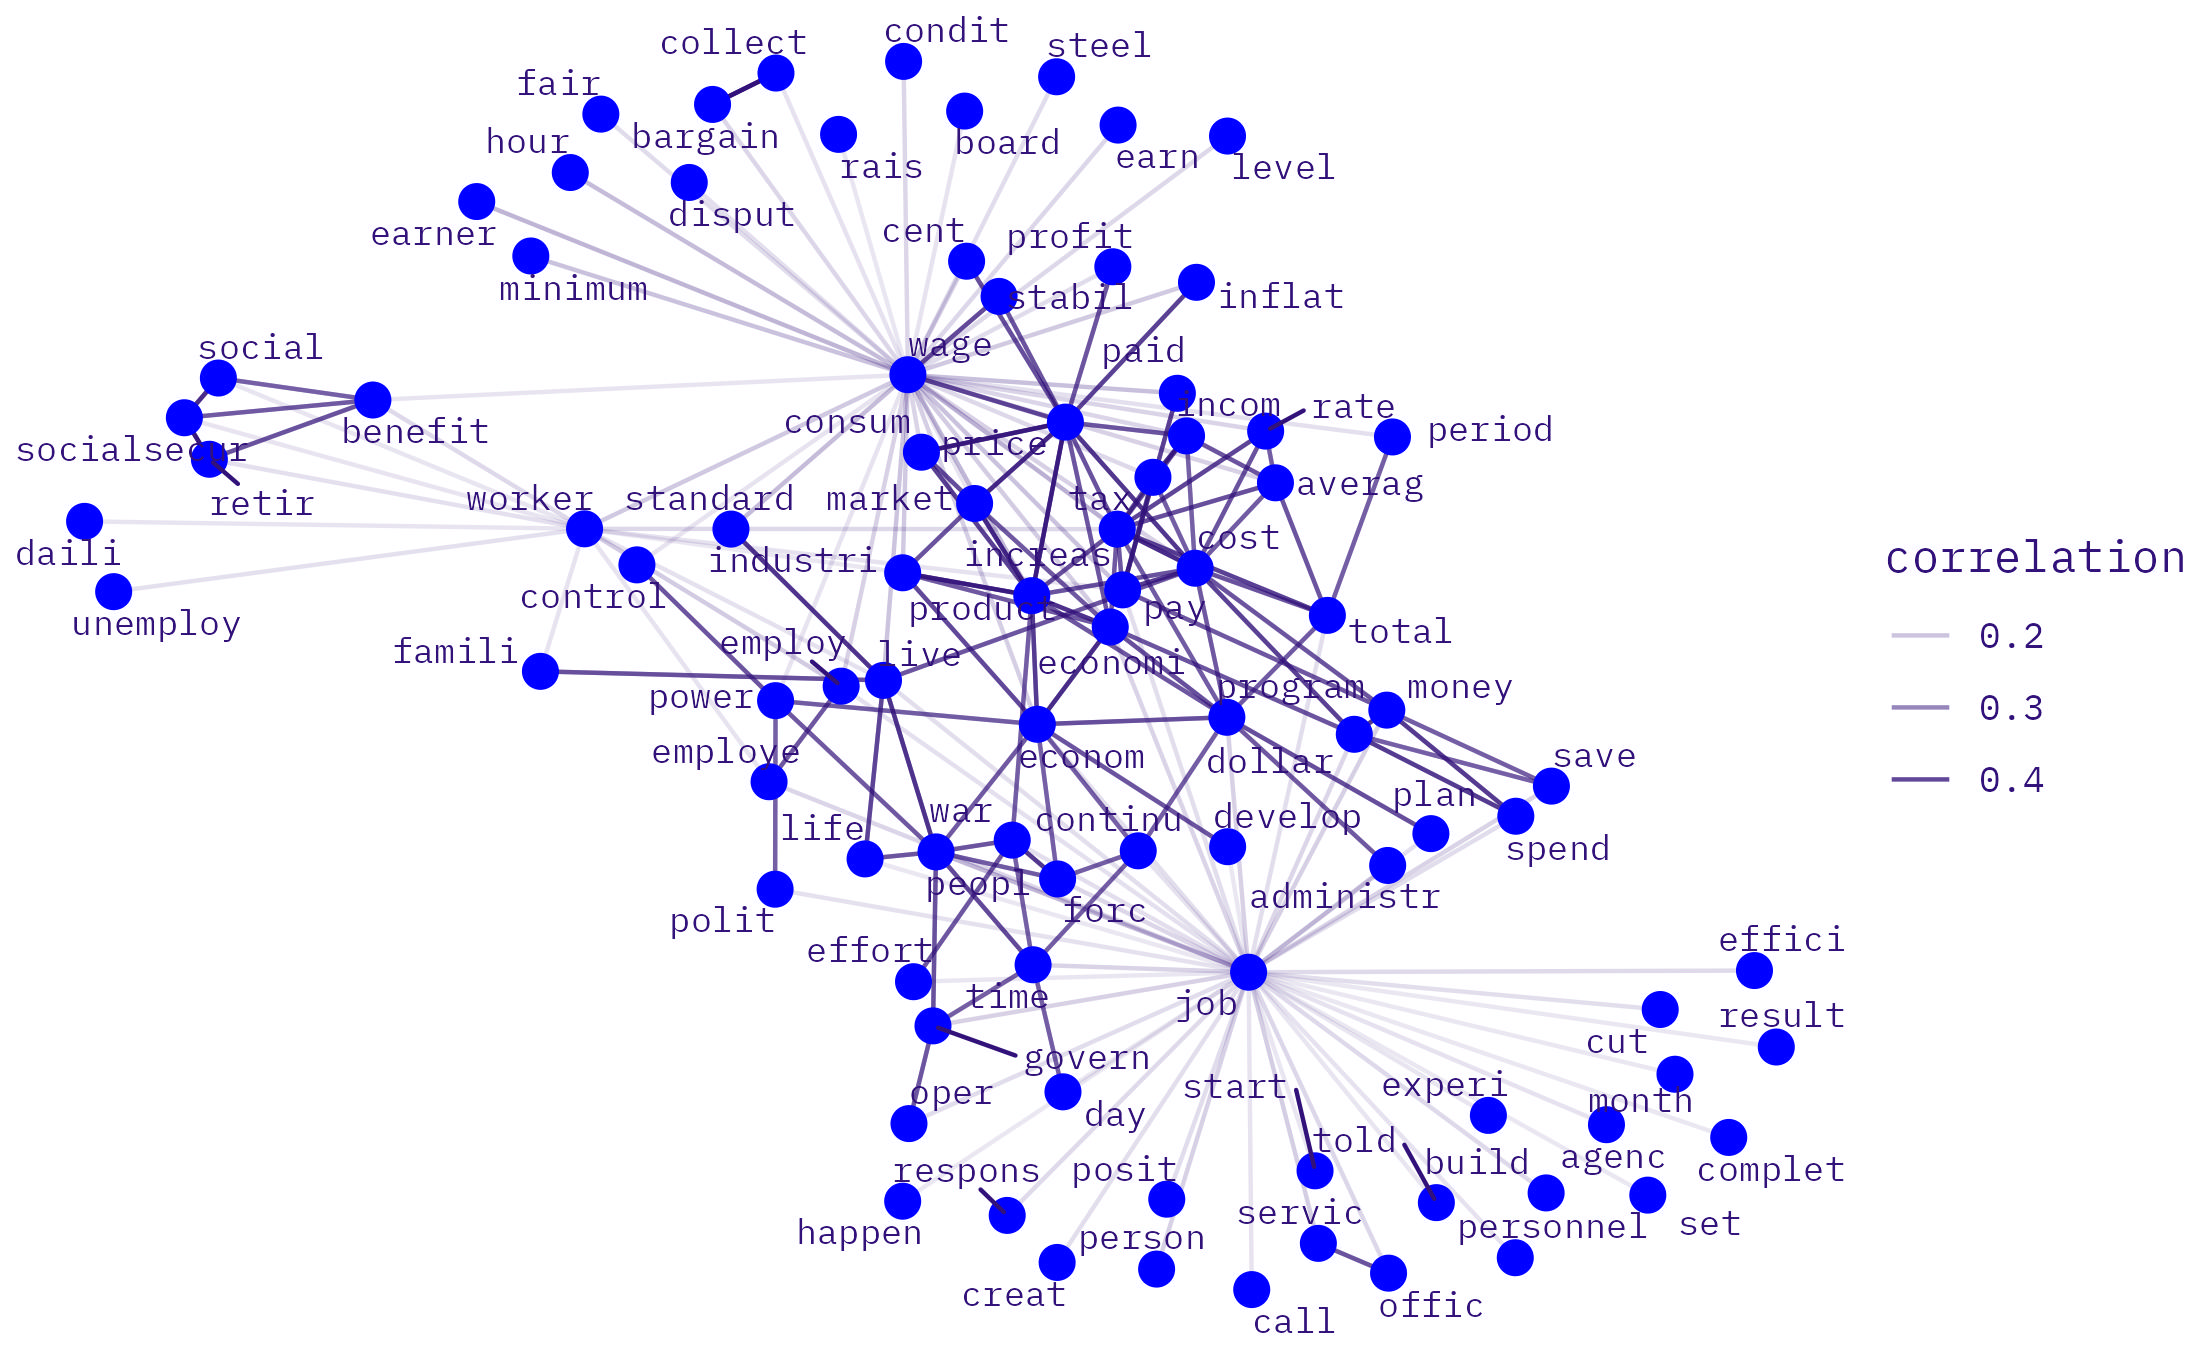 condit
collect
steel
fair
hour
bargain
board
earn
rais
level
disput
earner
cent
profit
minimum
stabil
inflat
social
wage
paid
incom
rate
consum
benefit
period
price
socialsecur
averag
retir
worker
standard
market
tax
cost
daili
industri
increas
correlation
control
product
pay
unemploy
total
0.2
famili
employ
live
economi
power
program
money
0.3
employe
econom
dollar
save
0.4
plan
war
continu
develop
life
spend
peopl
forc
administr
polit
effort
effici
time
job
result
cut
govern
start
experi
oper
day
month
told
build
agenc
respons
posit
complet
servic
happen
person
personnel
set
creat
offic
call